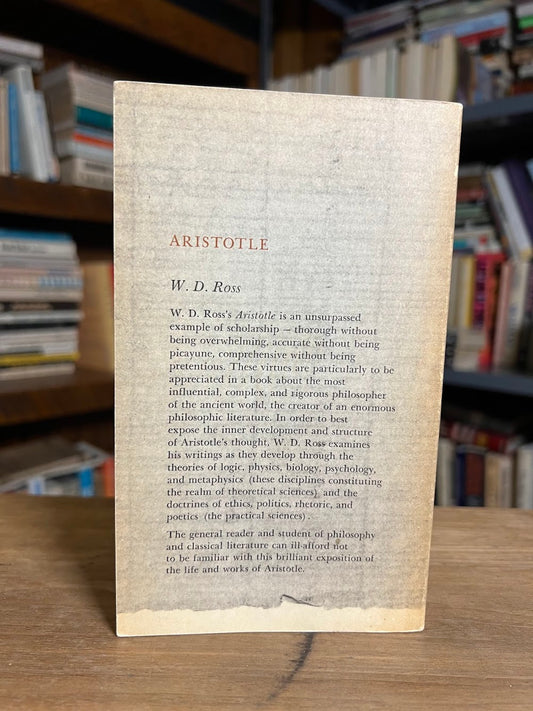 ARISTOTLE
W. D. Ross
W. D. Ross's Aristotle is an unsurpassed
example of scholarship — thorough without
being overwhelming, accurate without being
picayune, comprehensive without being
pretentious. These virtues are particularly to be
appreciated in a book about the most
influential, complex, and rigorous philosopher
of the ancient world, the creator of an enormous
philosophic literature. In order to best
expose the inner development and structure
of Aristotle's thought, W. D. Ross examines
his writings as they develop through the
theories of logic, physics, biology, psychology,
and metaphysics (these disciplines constituting
the realm of theoretical sciences), and the
doctrines of ethics, politics, rhetoric, and
poetics (the practical sciences).
The general reader and student of philosophy
and classical literature can ill afford not
to be familiar with this brilliant exposition of
the life and works of Aristotle.